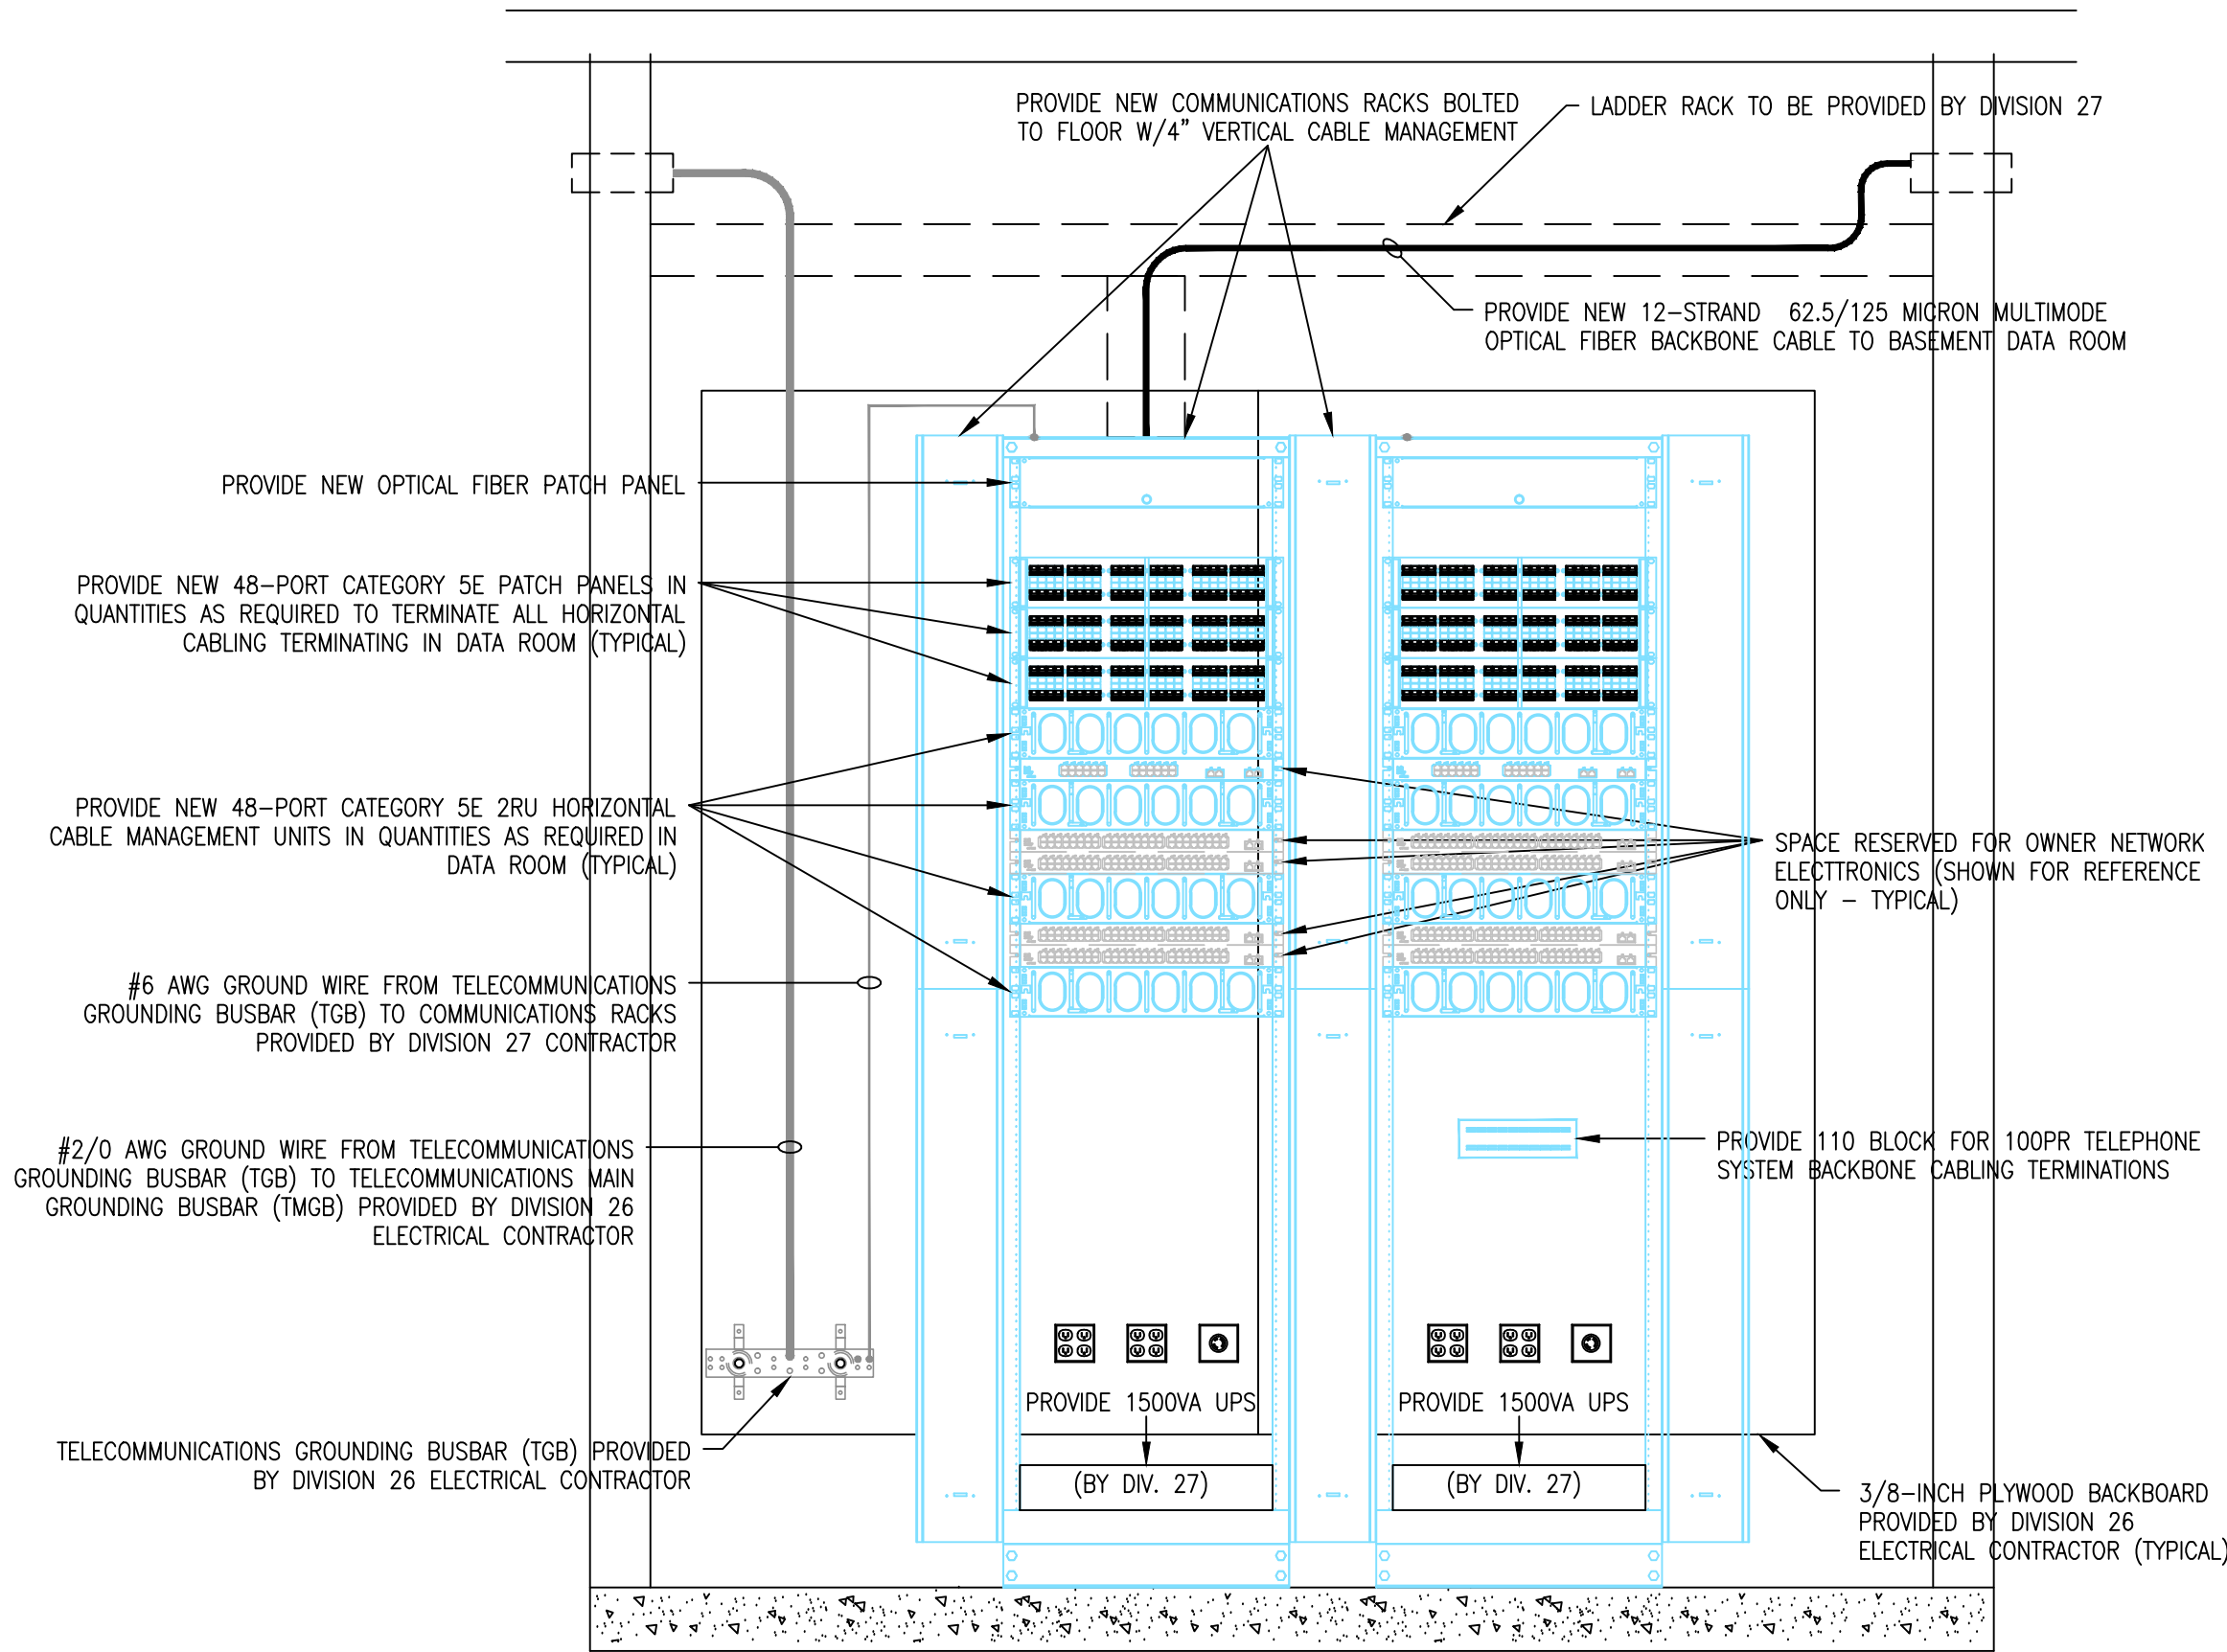 PROVIDE NEW COMMUNICATIONS RACKS BOLTED
TO FLOOR W/4" VERTICAL CABLE MANAGEMENT
LADDER RACK TO BE PROVIDED BY DIVISION 27
PROVIDE NEW 12-STRAND 62.5/125 MICRON MULTIMODE
OPTICAL FIBER BACKBONE CABLE TO BASEMENT DATA ROOM
PROVIDE NEW OPTICAL FIBER PATCH PANEL
PROVIDE NEW 48-PORT CATEGORY 5E PATCH PANELS IN
QUANTITIES AS REQUIRED TO TERMINATE ALL HORIZONTAL
CABLING TERMINATING IN DATA ROOM (TYPICAL)
PROVIDE NEW 48-PORT CATEGORY 5E 2RU HORIZONTAL
CABLE MANAGEMENT UNITS IN QUANTITIES AS REQUIRED IN
DATA ROOM (TYPICAL)
SPACE RESERVED FOR OWNER NETWORK
ELECTTRONICS (SHOWN FOR REFERENCE
ONLY - TYPICAL)
#6 AWG GROUND WIRE FROM TELECOMMUNICATIONS
GROUNDING BUSBAR (TGB) TO COMMUNICATIONS RACKS
PROVIDED BY DIVISION 27 CONTRACTOR
#2/0 AWG GROUND WIRE FROM TELECOMMUNICATIONS
GROUNDING BUSBAR (TGB) TO TELECOMMUNICATIONS MAIN
GROUNDING BUSBAR (TMGB) PROVIDED BY DIVISION 26
ELECTRICAL CONTRACTOR
PROVIDE 110 BLOCK FOR 100PR TELEPHONE
SYSTEM BACKBONE CABLING TERMINATIONS
PROVIDE 1500VA UPS
(BY DIV. 27)
PROVIDE 1500VA UPS
(BY DIV. 27)
TELECOMMUNICATIONS GROUNDING BUSBAR (TGB) PROVIDED
BY DIVISION 26 ELECTRICAL CONTRACTOR
3/8-INCH PLYWOOD BACKBOARD
PROVIDED BY DIVISION 26
ELECTRICAL CONTRACTOR (TYPICAL)